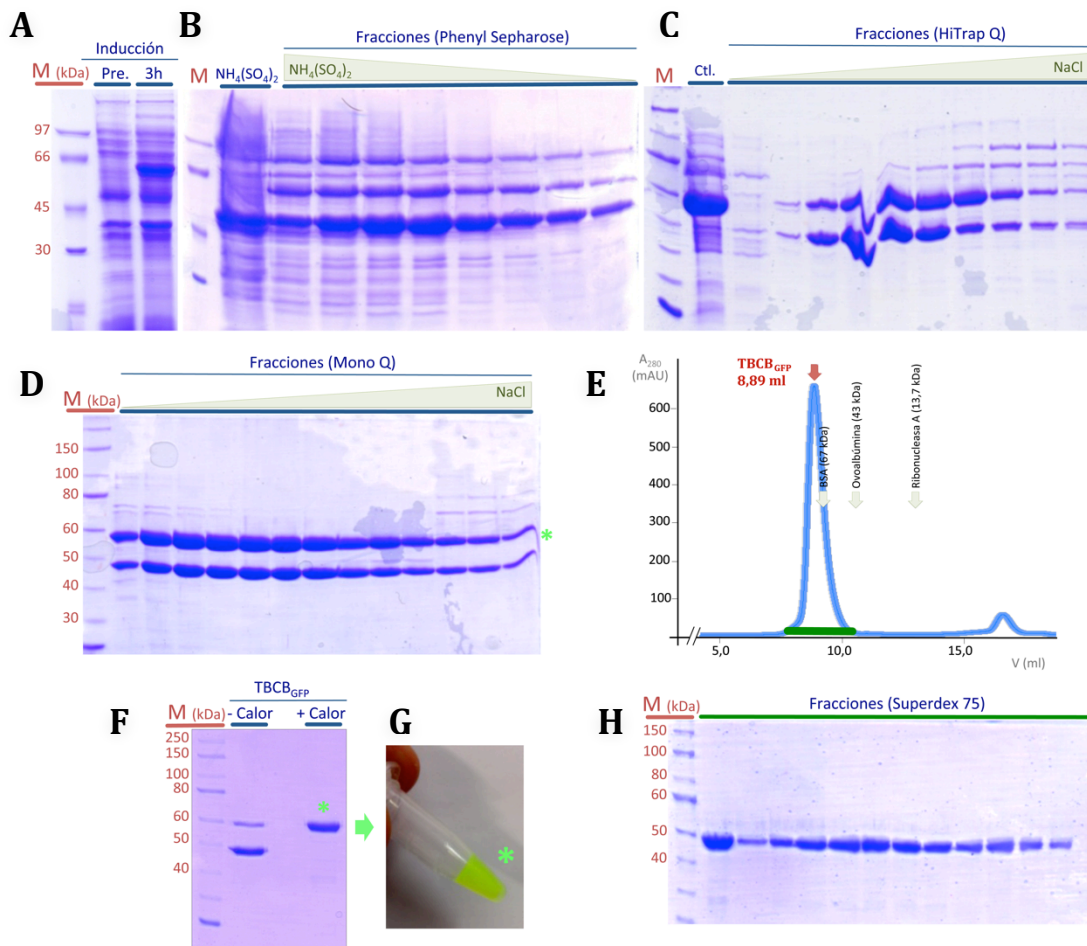 A
Inducción
M (kDa)
Pre.
3h
97
66
45
30
B
Fracciones (Phenyl Sepharose)
M
NH₄(SO₄)₂
NH₄(SO₄)₂
C
Fracciones (HiTrap Q)
M
Ctl.
NaCl
D
Fracciones (Mono Q)
M (kDa)
NaCl
150
100
80
60
50
40
30
*
E
A₂₈₀
(mAU)
TBCB_GFP
8,89 ml
BSA (67 kDa)
Ovoalbúmina (43 kDa)
Ribonucleasa A (13,7 kDa)
600
500
400
300
200
100
5,0
10,0
15,0
V (ml)
F
TBCB_GFP
M (kDa)
- Calor
+ Calor
250
150
100
80
60
50
40
*
G
*
H
M (kDa)
Fracciones (Superdex 75)
150
100
80
60
50
40